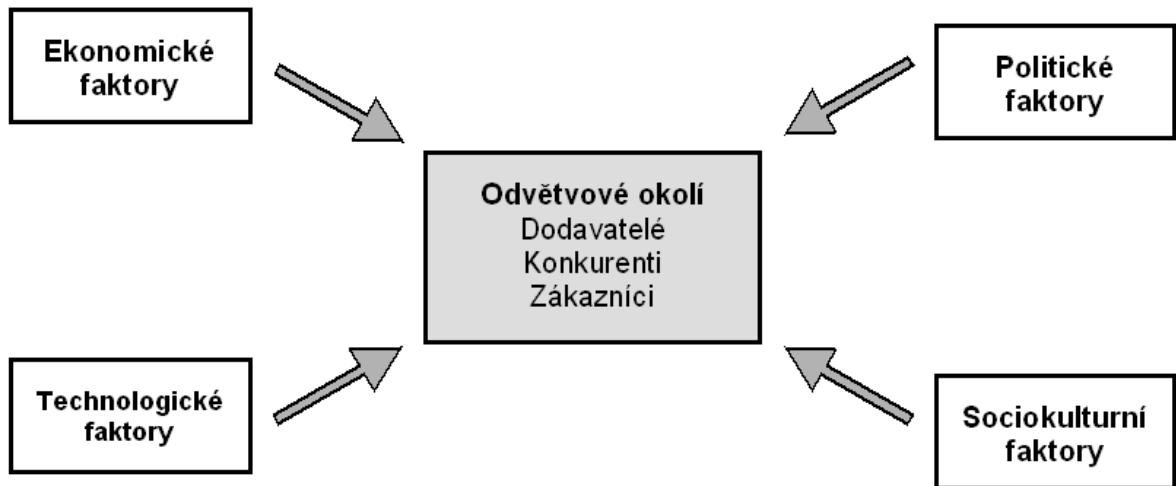 Ekonomické
faktory
Politické
faktory
Odvětvové okolí
Dodavatelé
Konkurenti
Zákazníci
Technologické
faktory
Sociokulturní
faktory